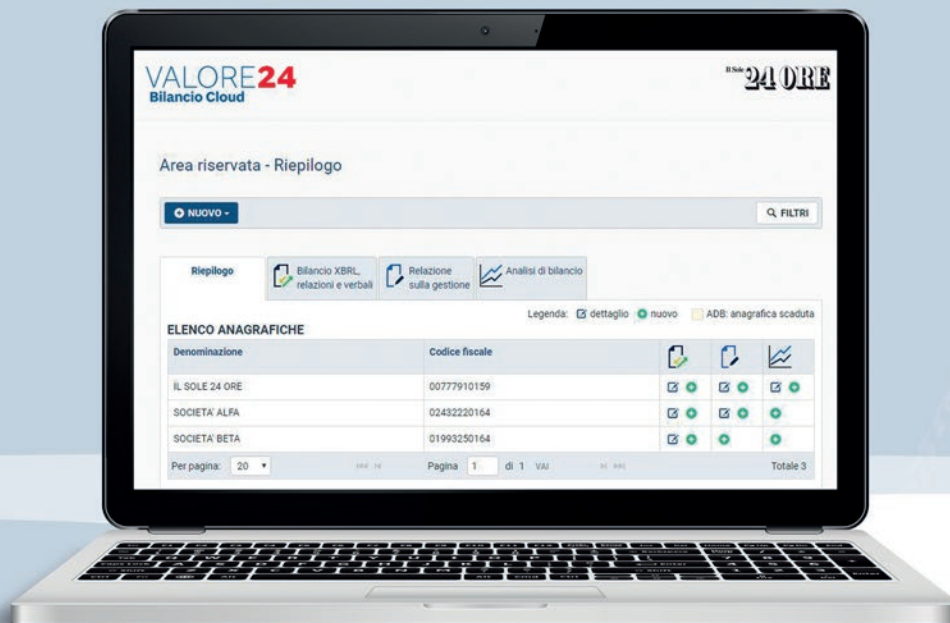 VALORE24
Bilancio Cloud
Il Sole 24 ORE
Area riservata - Riepilogo
NUOVO
FILTRI
Riepilogo
Bilancio XBRL,
relazioni e verbali
Relazione
sulla gestione
Analisi di bilancio
Legenda: dettaglio nuovo ADB: anagrafica scaduta
ELENCO ANAGRAFICHE
Denominazione Codice fiscale
IL SOLE 24 ORE 00777910159
SOCIETA' ALFA 02432220164
SOCIETA' BETA 01993250164
Per pagina: 20 Pagina 1 di 1 VAI Totale 3